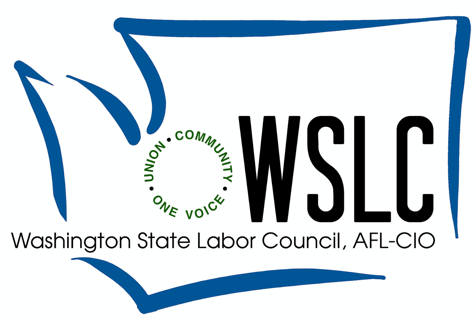 UNION • COMMUNITY • ONE VOICE •
WSLC
Washington State Labor Council, AFL-CIO